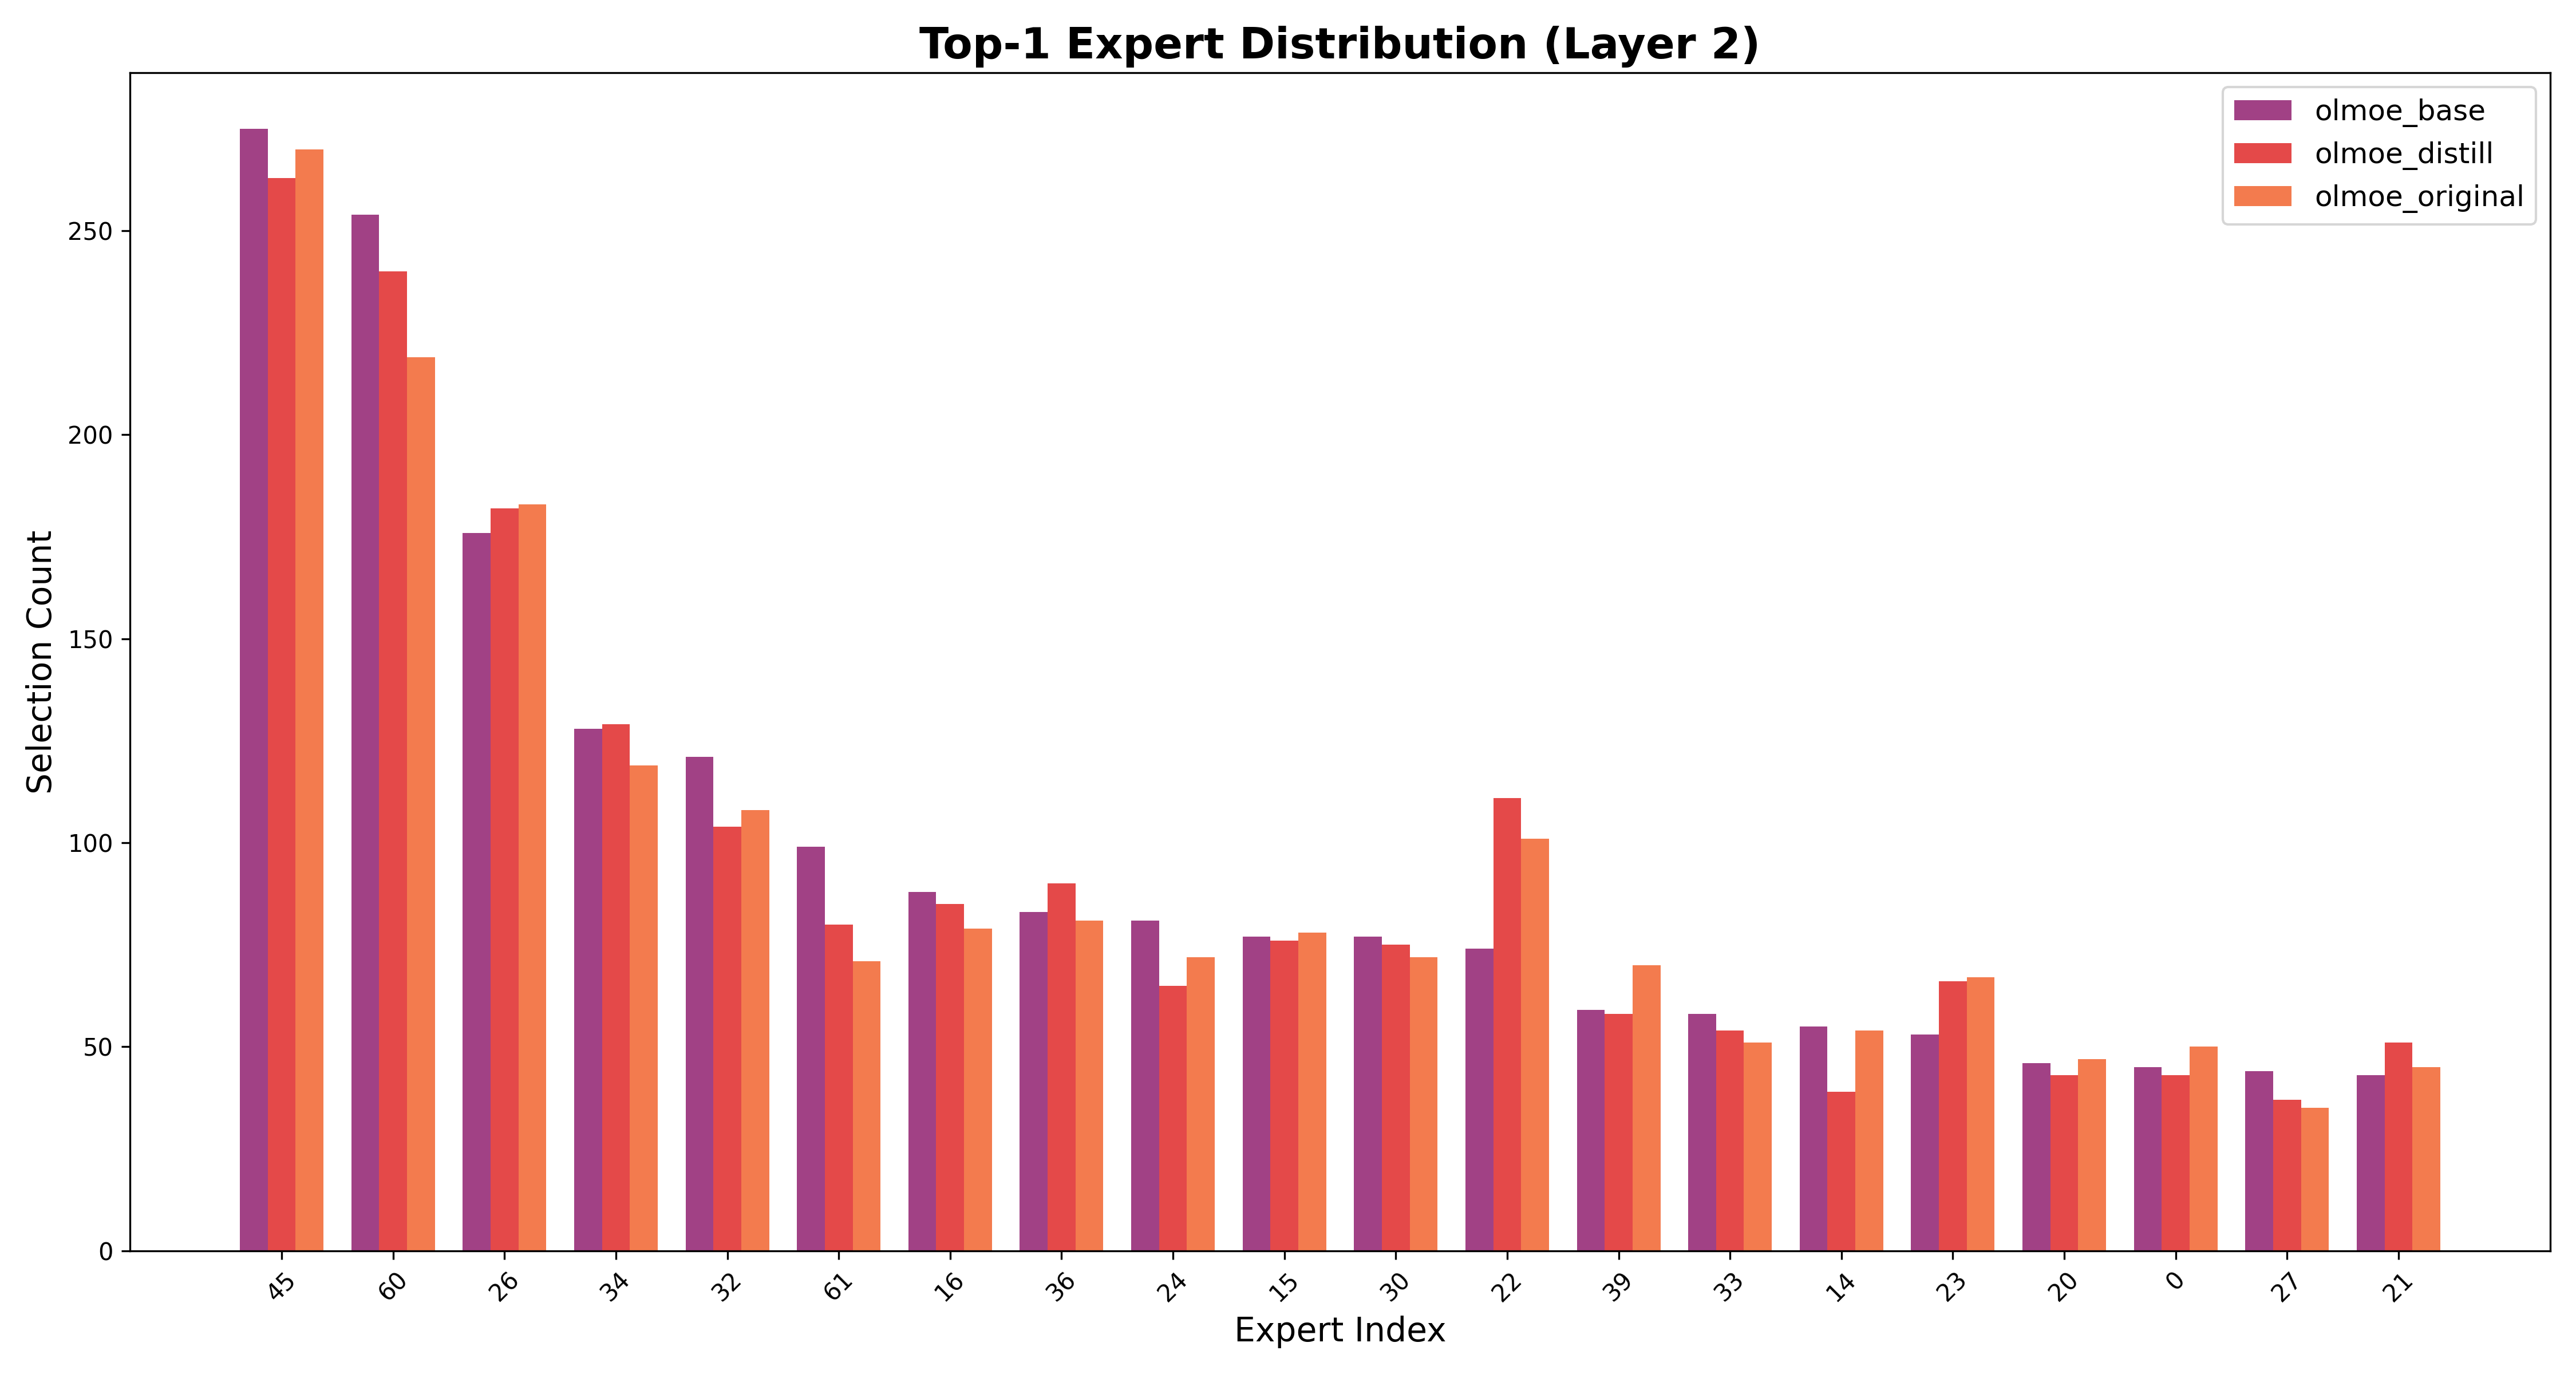 Top-1 Expert Distribution (Layer 2)
olmoe_base
olmoe_distill
olmoe_original
Selection Count
250
200
150
100
50
0
45 60 26 34 32 61 16 36 24 15 30 22 39 33 14 23 20 0 27 21
Expert Index